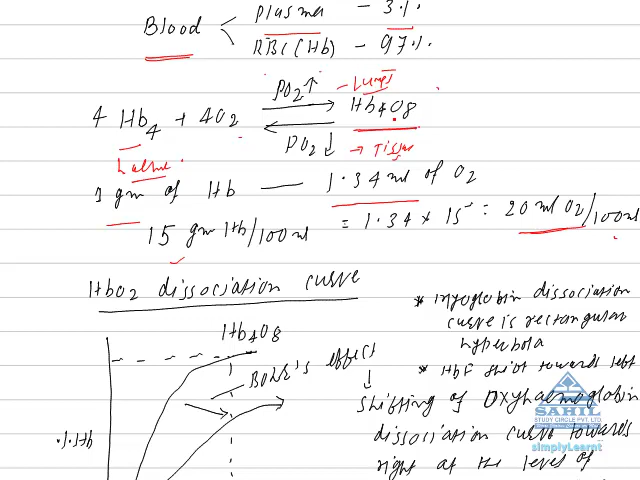 Blood
Plasma - 3%
RBC(Hb) - 97%
4 Hb4 + 4O2
PO2↑
PO2↓
Hb4O8
- Lungs
→ Tissue
1 gm of Hb — 1.34 ml of O2
15 gm Hb/100ml
= 1.34 x 15 = 20 ml O2/100ml
HbO2 dissociation curve
Hb4O8
BOHR's effect
↓
Shifting of Oxyhaemoglobin
dissociation curve towards
right at the level of
* myoglobin dissociation
curve is rectangular
hyperbola
* HbF shift towards left
SAHIL
STUDY CIRCLE PVT. LTD.
simplyLearnt